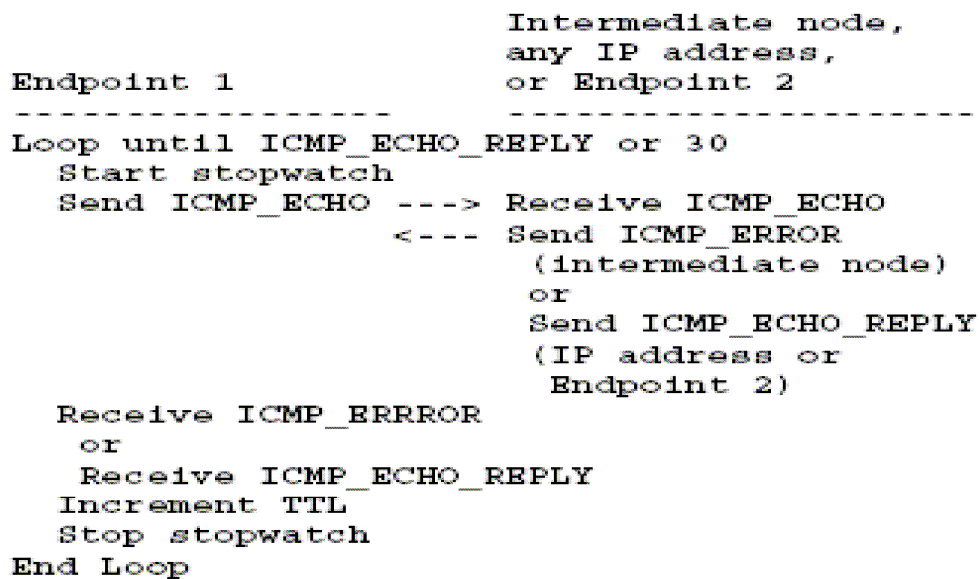 Intermediate node,
                                 any IP address,
Endpoint 1                       or Endpoint 2
-----------------        --------------------
Loop until ICMP_ECHO_REPLY or 30
   Start stopwatch
   Send ICMP_ECHO ---> Receive ICMP_ECHO
                  <--- Send ICMP_ERROR
                        (intermediate node)
                        or
                        Send ICMP_ECHO_REPLY
                        (IP address or
                         Endpoint 2)
   Receive ICMP_ERRROR
    or
    Receive ICMP_ECHO_REPLY
   Increment TTL
   Stop stopwatch
End Loop